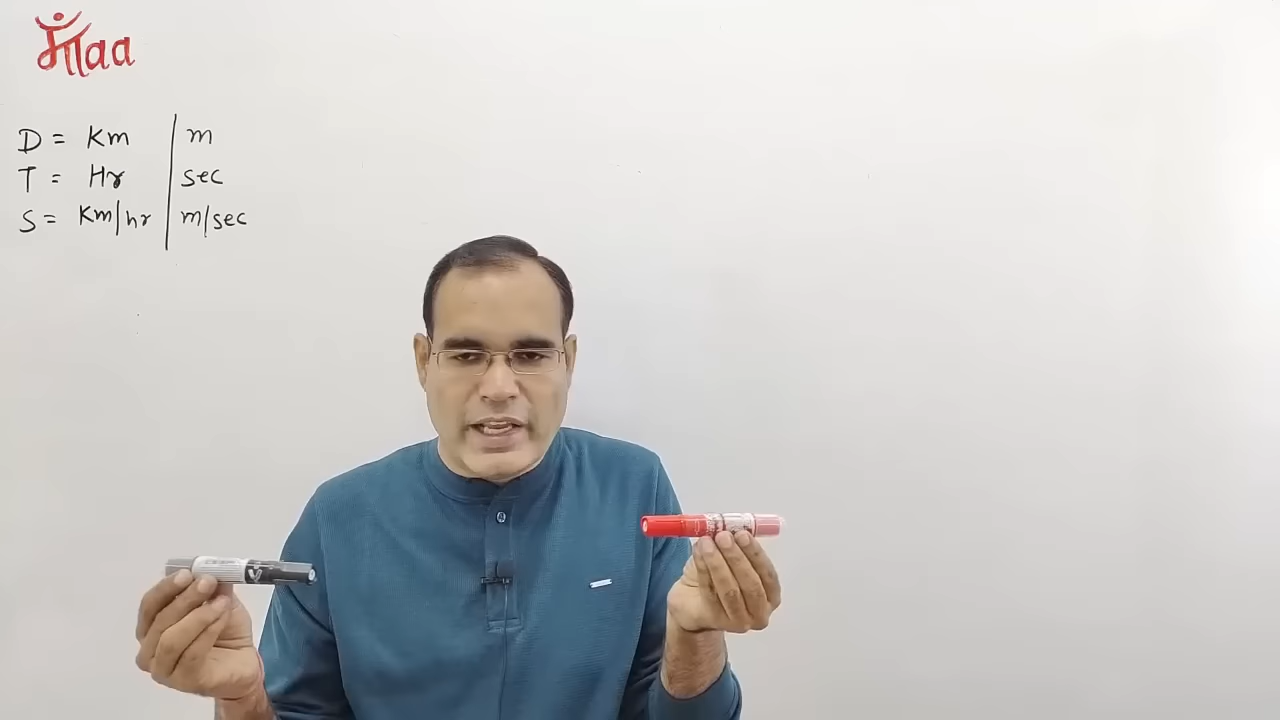 माँaa
D = Km | m
T = Hr | sec
S = Km/hr | m/sec